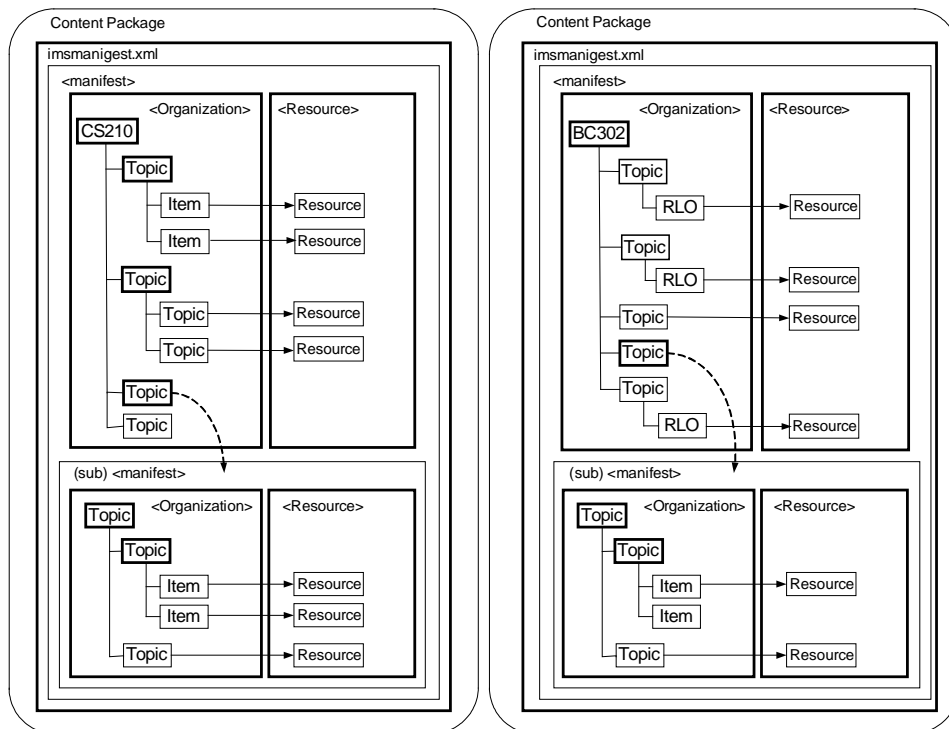 Content Package
imsmanigest.xml
<manifest>
<Organization>
<Resource>
CS210
Topic
Item
Resource
Item
Resource
Topic
Topic
Resource
Topic
Resource
Topic
Topic
(sub) <manifest>
<Organization>
<Resource>
Topic
Topic
Item
Resource
Item
Resource
Topic
Resource
Content Package
imsmanigest.xml
<manifest>
<Organization>
<Resource>
BC302
Topic
RLO
Resource
Topic
RLO
Resource
Topic
Resource
Topic
Topic
RLO
Resource
(sub) <manifest>
<Organization>
<Resource>
Topic
Topic
Item
Resource
Item
Topic
Resource